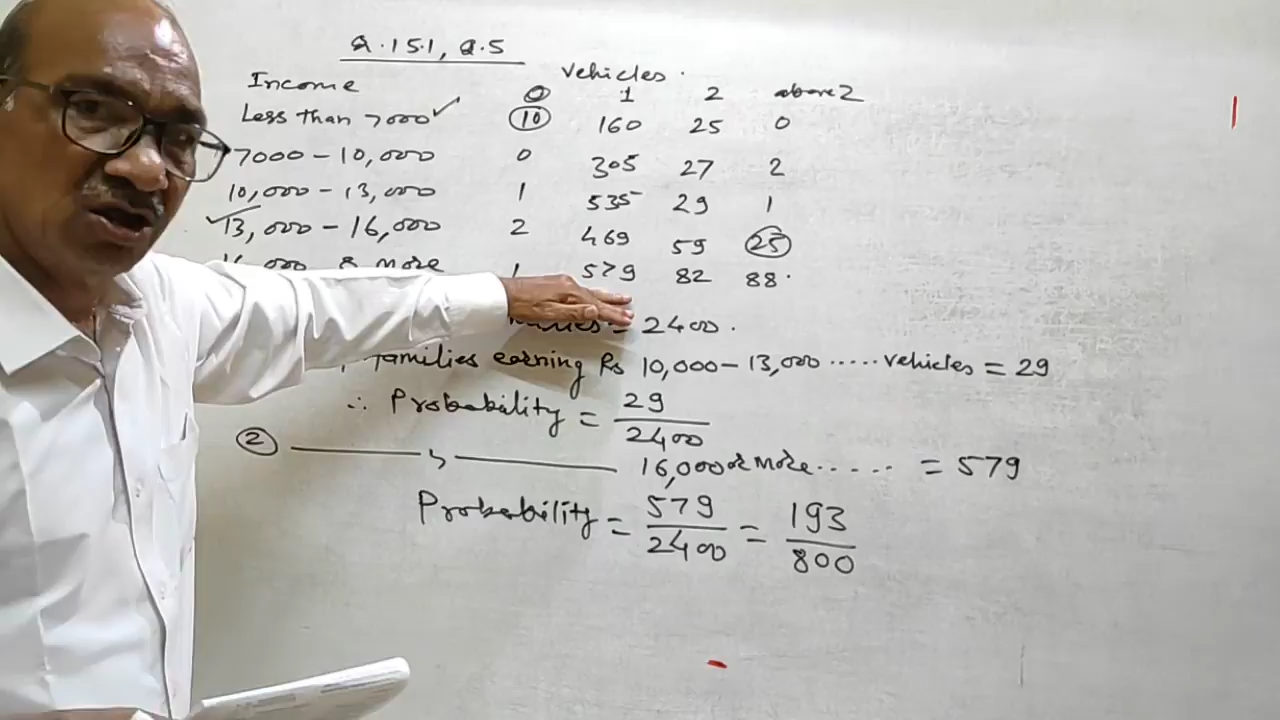 Q.15.1, Q.5
Income Vehicles.
0 1 2 above 2
Less than 7000 ✓ 10 160 25 0
7000 - 10,000 0 305 27 2
10,000 - 13,000 1 535 29 1
✓ 13,000 - 16,000 2 469 59 25
& more 1 579 82 88.
= 2400.
families earning Rs 10,000 - 13,000 ..... vehicles = 29
∴ Probability = 29/2400
② ——— , ——— 16,000 or more ...... = 579
Probability = 579/2400 = 193/800